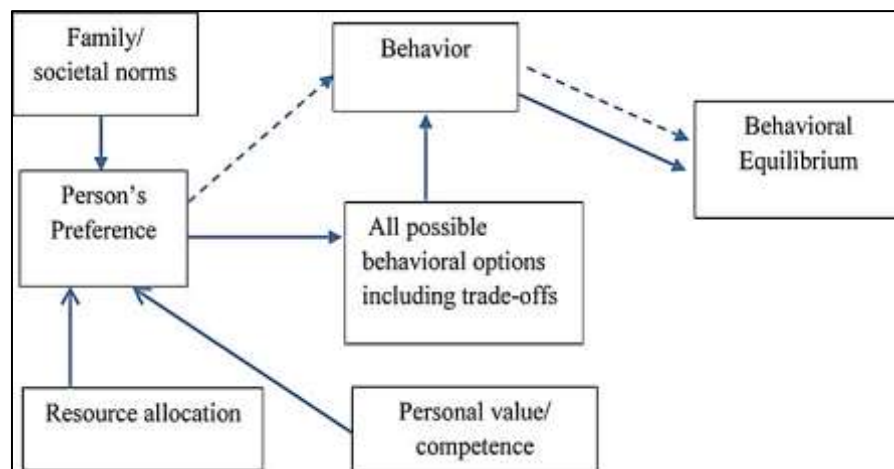 Family/
societal norms
Behavior
Behavioral
Equilibrium
Person's
Preference
All possible
behavioral options
including trade-offs
Resource allocation
Personal value/
competence